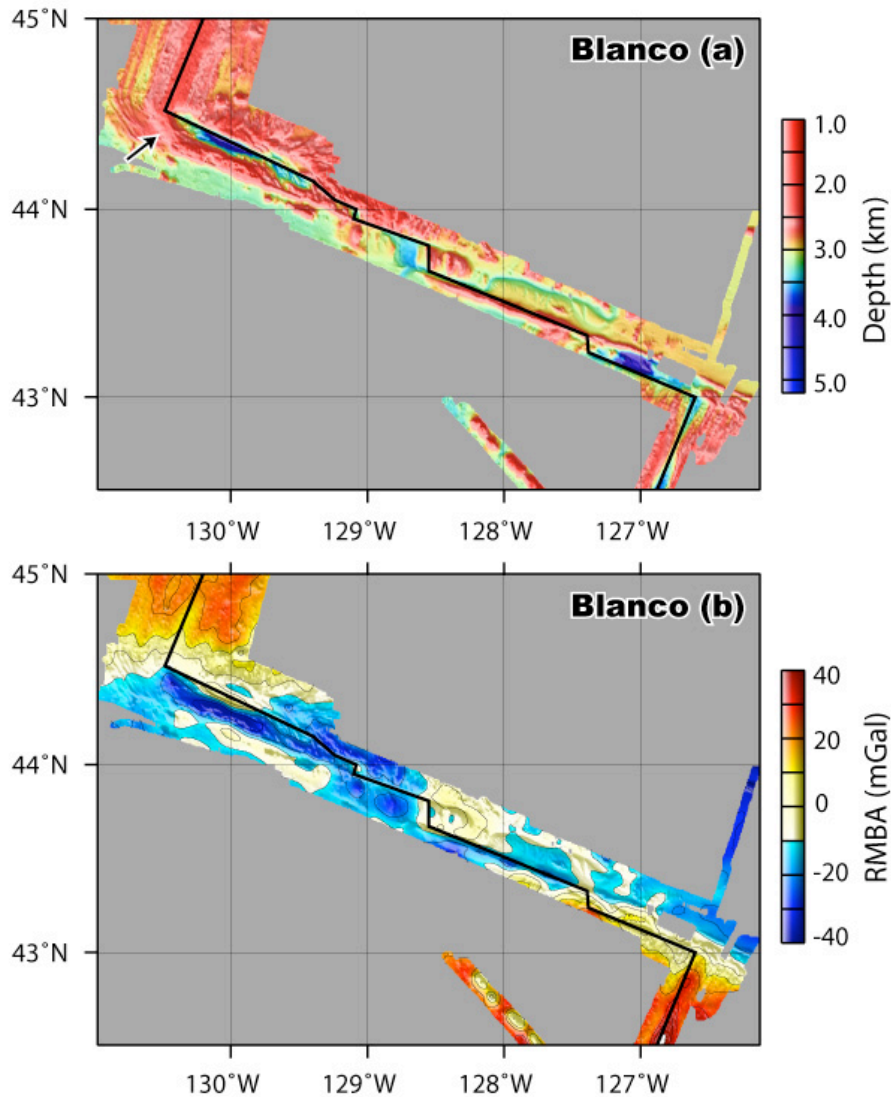 45°N
Blanco (a)
1.0
2.0
44°N
3.0
4.0
Depth (km)
43°N
5.0
130°W
129°W
128°W
127°W
45°N
Blanco (b)
40
20
44°N
0
-20
RMBA (mGal)
43°N
-40
130°W
129°W
128°W
127°W